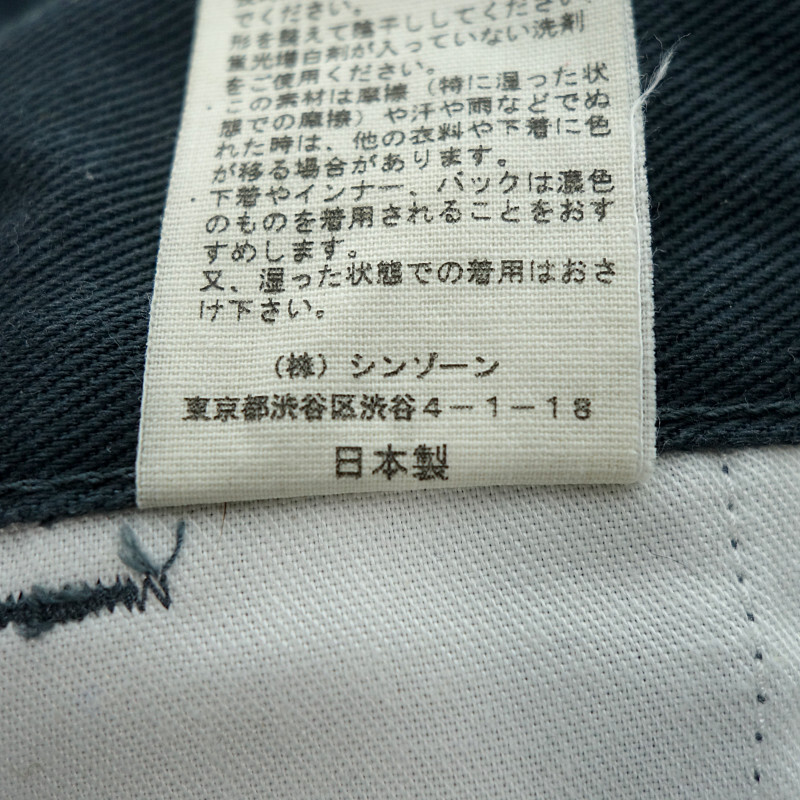 でください。
形を整えて陰干ししてください。
蛍光増白剤が入っていない洗剤
をご使用ください。
この素材は摩擦（特に湿った状
態での摩擦）や汗や雨などでぬ
れた時は、他の衣料や下着に色
が移る場合があります。
下着やインナー、バックは濃色
のものを着用されることをおす
すめします。
又、湿った状態での着用はおさ
け下さい。
（株）シンゾーン
東京都渋谷区渋谷4－1－18
日本製